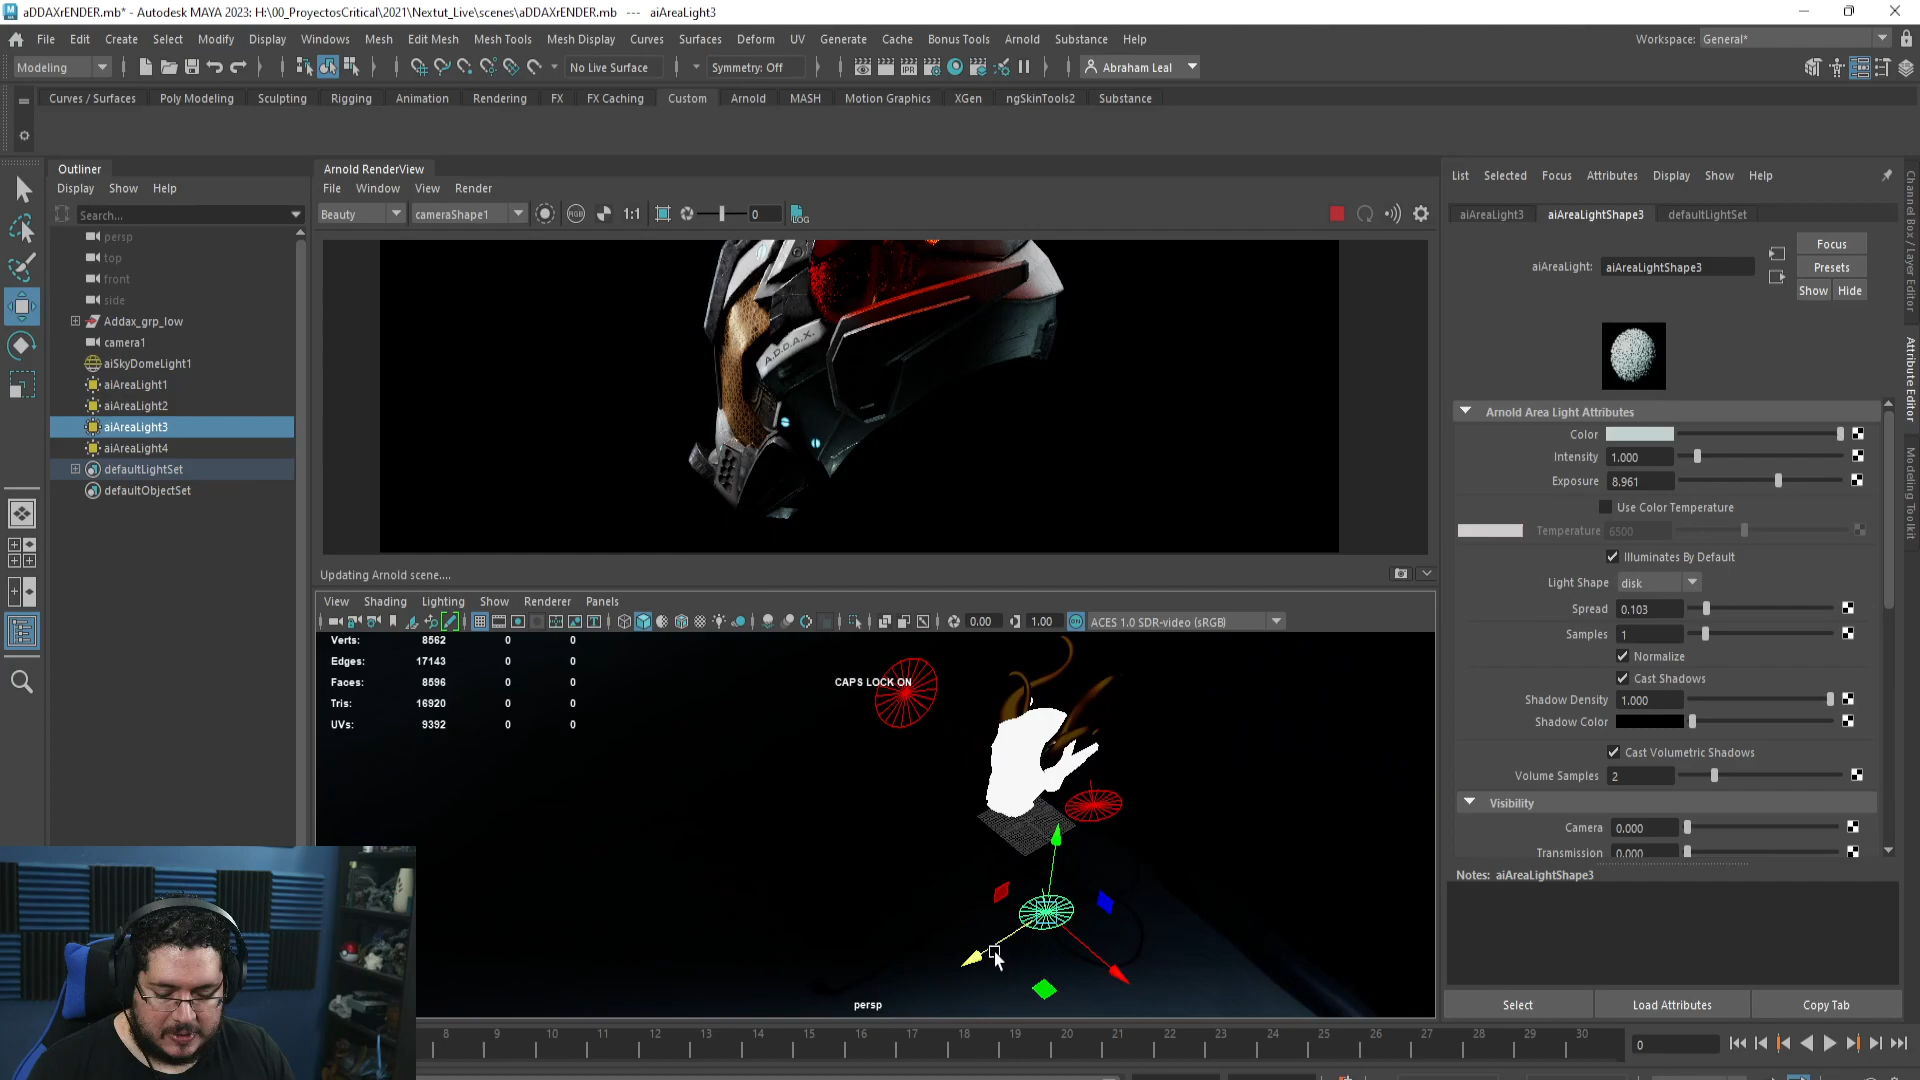 aDDAXrENDER.mb* - Autodesk MAYA 2023: H:\00_ProyectosCritical\2021\Nextut_Live\scenes\aDDAXrENDER.mb --- aiAreaLight3
File Edit Create Select Modify Display Windows Mesh Edit Mesh Mesh Tools Mesh Display Curves Surfaces Deform UV Generate Cache Bonus Tools Arnold Substance Help
Workspace: General*
Modeling No Live Surface Symmetry: Off IPR Abraham Leal
Curves / Surfaces Poly Modeling Sculpting Rigging Animation Rendering FX FX Caching Custom Arnold MASH Motion Graphics XGen ngSkinTools2 Substance
Outliner
Display Show Help
Search...
persp
top
front
side
Addax_grp_low
camera1
aiSkyDomeLight1
aiAreaLight1
aiAreaLight2
aiAreaLight3
aiAreaLight4
defaultLightSet
defaultObjectSet
Arnold RenderView
File Window View Render
Beauty cameraShape1 RGB 1:1 0 LOG
A.D.D.A.X.
Updating Arnold scene....
View Shading Lighting Show Renderer Panels
0.00 1.00 ACES 1.0 SDR-video (sRGB)
Verts: 8562 0 0
Edges: 17143 0 0
Faces: 8596 0 0
Tris: 16920 0 0
UVs: 9392 0 0
CAPS LOCK ON
persp
List Selected Focus Attributes Display Show Help
aiAreaLight3 aiAreaLightShape3 defaultLightSet
aiAreaLight: aiAreaLightShape3
Focus
Presets
Show Hide
Arnold Area Light Attributes
Color
Intensity 1.000
Exposure 8.961
Use Color Temperature
Temperature 6500
Illuminates By Default
Light Shape disk
Spread 0.103
Samples 1
Normalize
Cast Shadows
Shadow Density 1.000
Shadow Color
Cast Volumetric Shadows
Volume Samples 2
Visibility
Camera 0.000
Transmission 0.000
Notes: aiAreaLightShape3
Select Load Attributes Copy Tab
Channel Box / Layer Editor
Attribute Editor
Modeling Toolkit
8 9 10 11 12 13 14 15 16 17 18 19 20 21 22 23 24 25 26 27 28 29 30
0